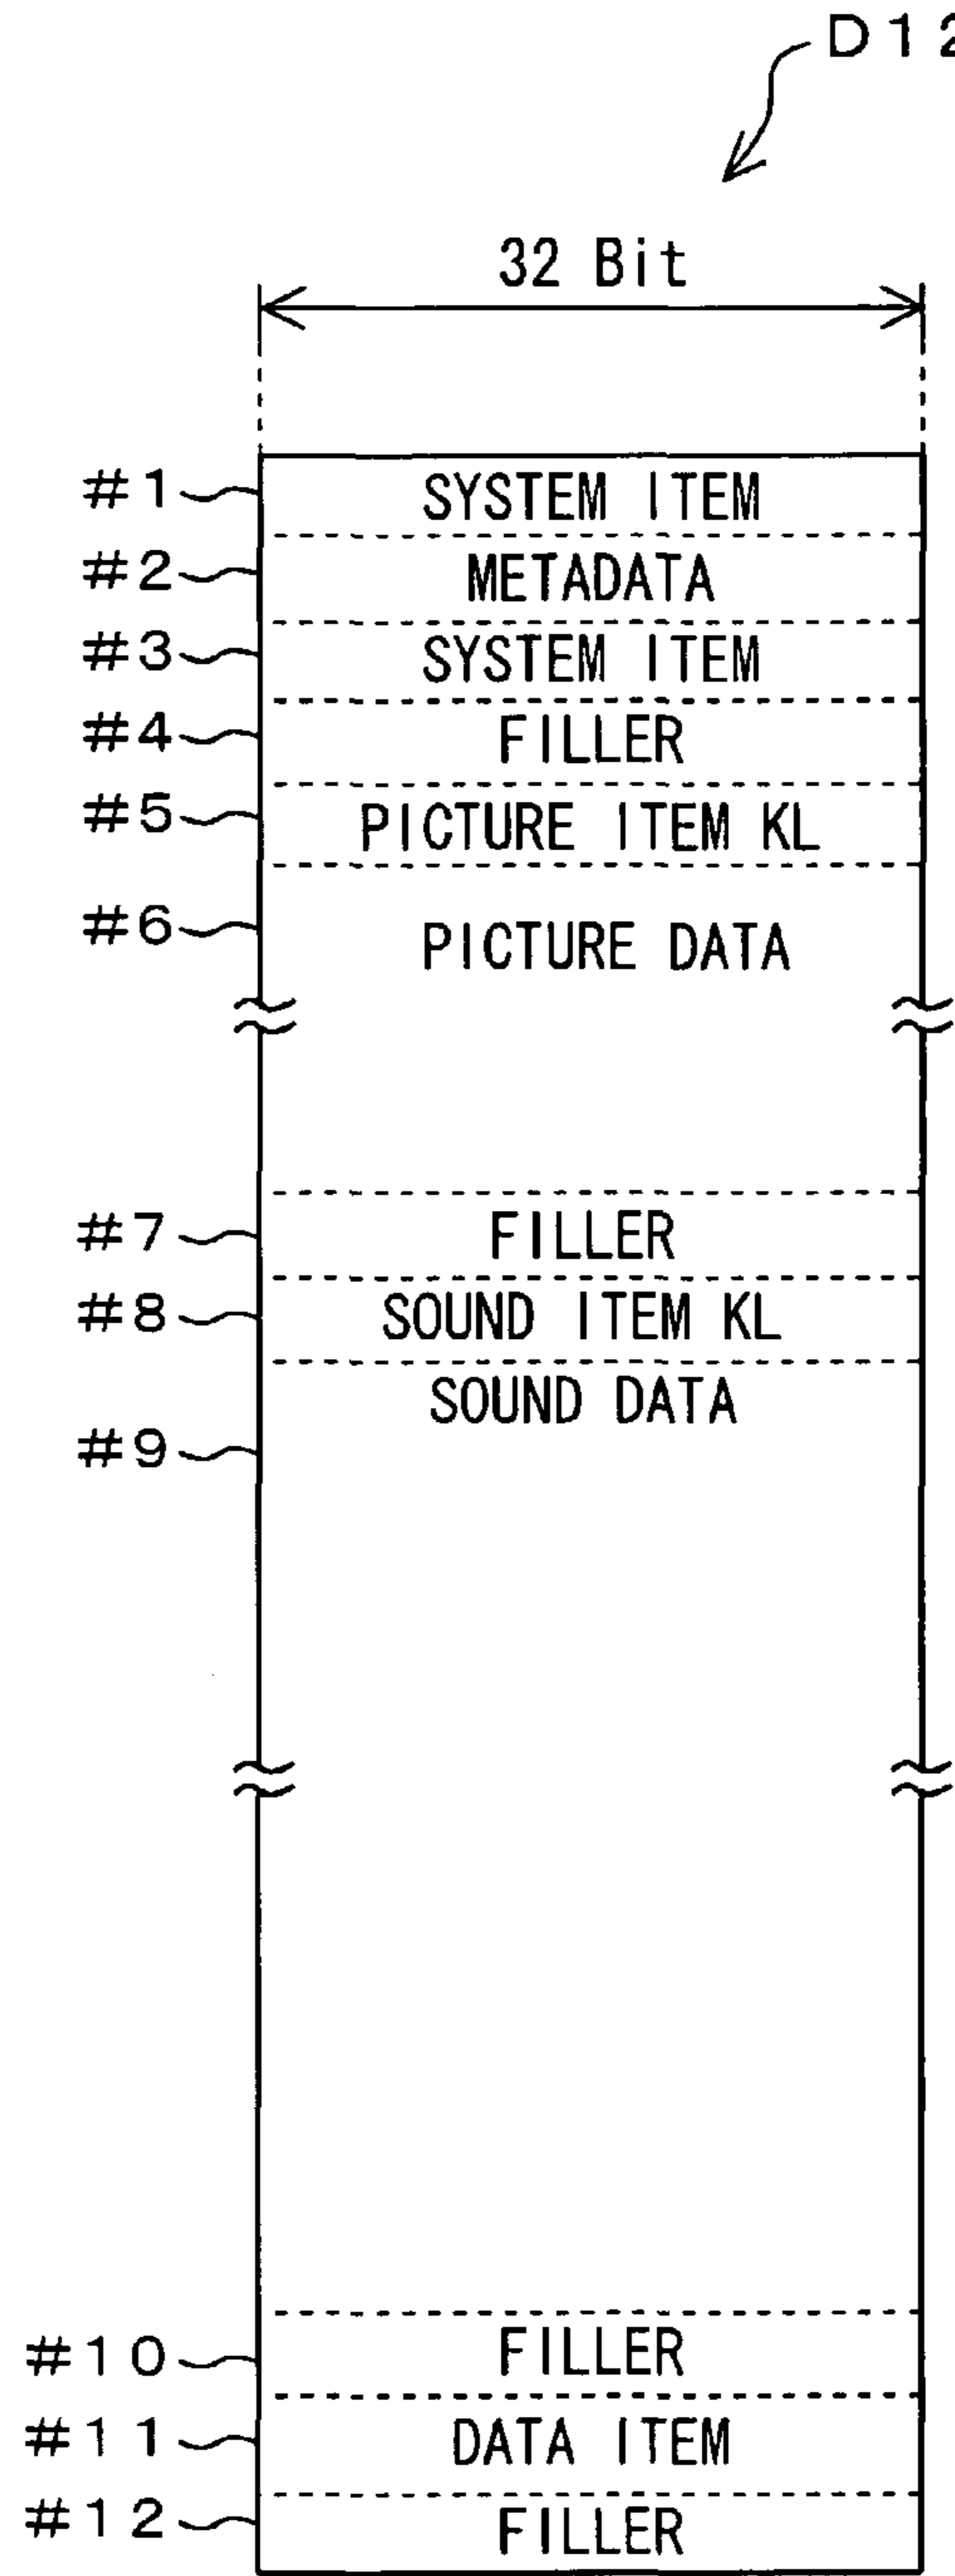 D12
32 Bit
#1 SYSTEM ITEM
#2 METADATA
#3 SYSTEM ITEM
#4 FILLER
#5 PICTURE ITEM KL
#6 PICTURE DATA
#7 FILLER
#8 SOUND ITEM KL
SOUND DATA
#9
#10 FILLER
#11 DATA ITEM
#12 FILLER